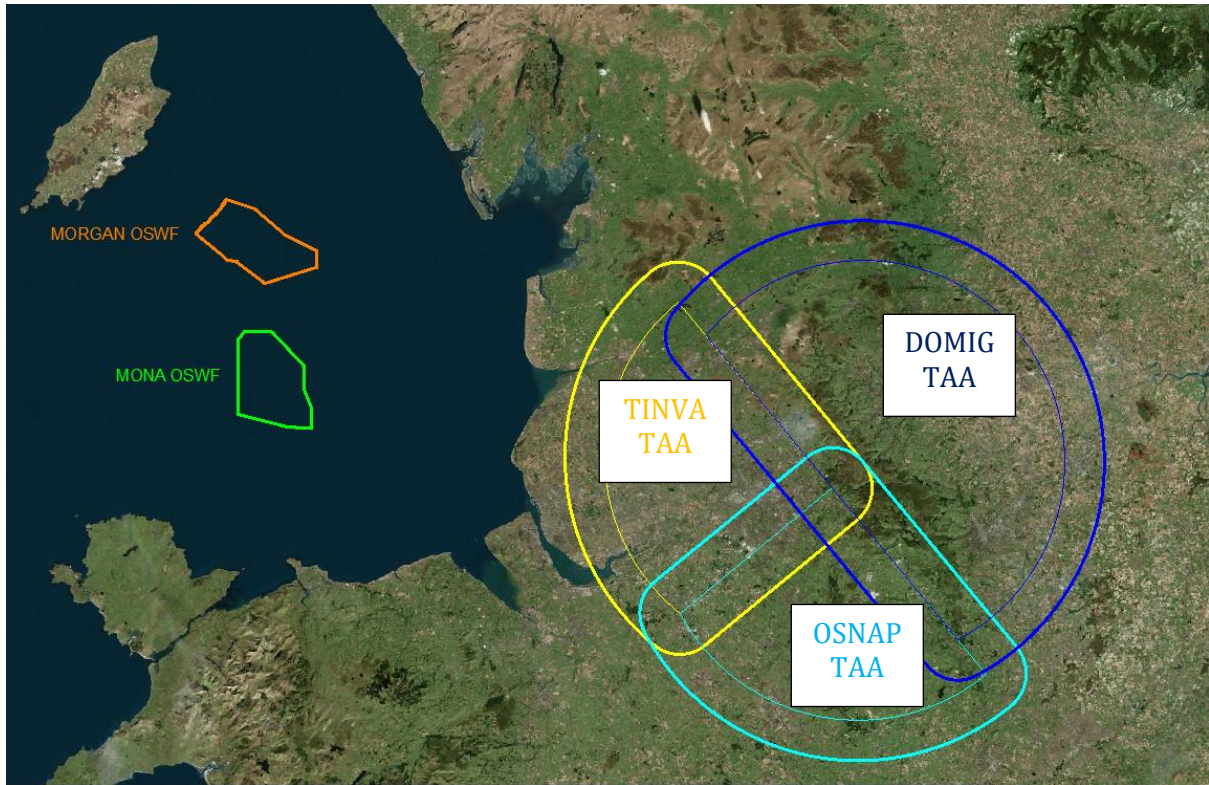 MORGAN OSWF
MONA OSWF
DOMIG
TAA
TINVA
TAA
OSNAP
TAA